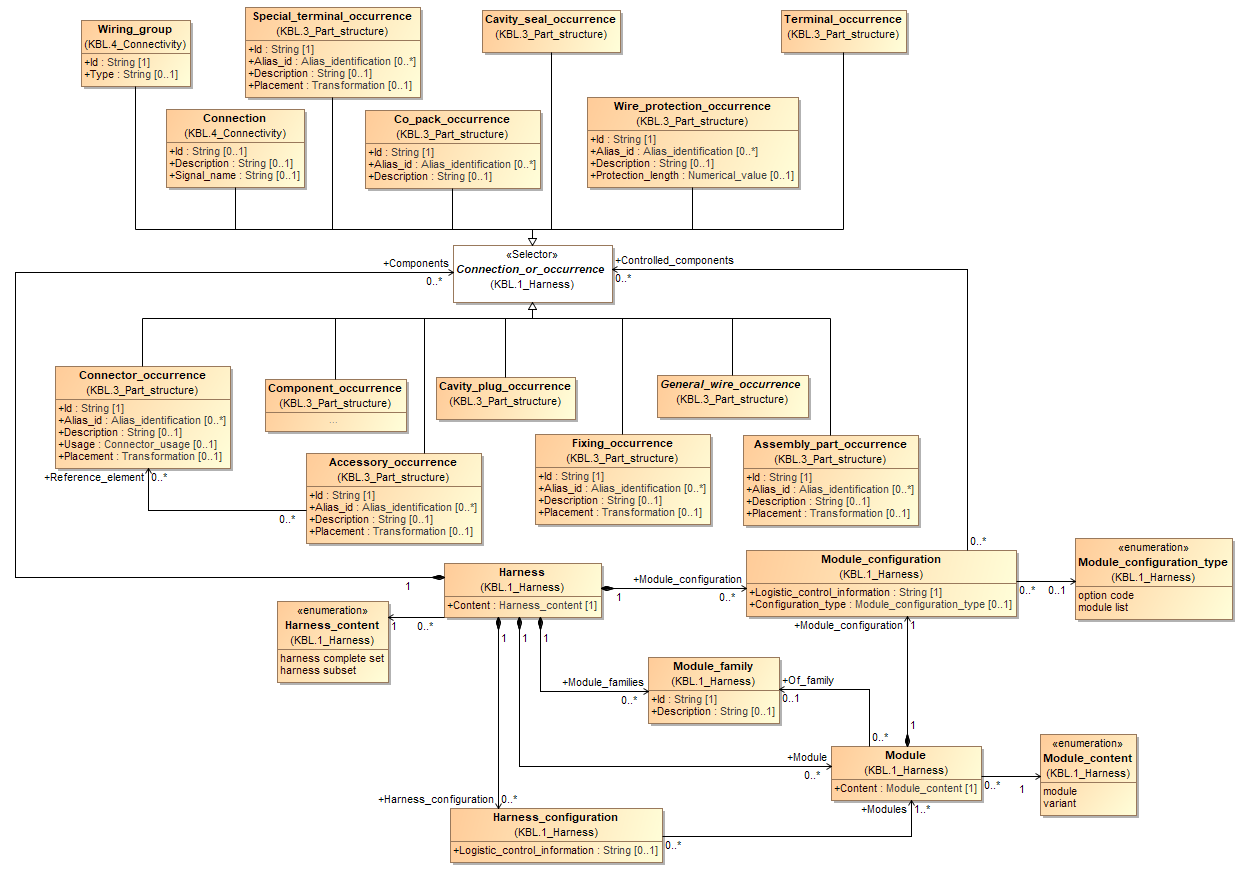 Wiring_group
(KBL.4_Connectivity)
+Id : String [1]
+Type : String [0..1]
Special_terminal_occurrence
(KBL.3_Part_structure)
+Id : String [1]
+Alias_id : Alias_identification [0..*]
+Description : String [0..1]
+Placement : Transformation [0..1]
Cavity_seal_occurrence
(KBL.3_Part_structure)
Terminal_occurrence
(KBL.3_Part_structure)
Connection
(KBL.4_Connectivity)
+Id : String [0..1]
+Description : String [0..1]
+Signal_name : String [0..1]
Co_pack_occurrence
(KBL.3_Part_structure)
+Id : String [1]
+Alias_id : Alias_identification [0..*]
+Description : String [0..1]
Wire_protection_occurrence
(KBL.3_Part_structure)
+Id : String [1]
+Alias_id : Alias_identification [0..*]
+Description : String [0..1]
+Protection_length : Numerical_value [0..1]
+Components
0..*
«Selector»
Connection_or_occurrence
(KBL.1_Harness)
+Controlled_components
0..*
Connector_occurrence
(KBL.3_Part_structure)
+Id : String [1]
+Alias_id : Alias_identification [0..*]
+Description : String [0..1]
+Usage : Connector_usage [0..1]
+Placement : Transformation [0..1]
Component_occurrence
(KBL.3_Part_structure)
...
Cavity_plug_occurrence
(KBL.3_Part_structure)
General_wire_occurrence
(KBL.3_Part_structure)
+Reference_element
0..*
0..*
Accessory_occurrence
(KBL.3_Part_structure)
+Id : String [1]
+Alias_id : Alias_identification [0..*]
+Description : String [0..1]
+Placement : Transformation [0..1]
Fixing_occurrence
(KBL.3_Part_structure)
+Id : String [1]
+Alias_id : Alias_identification [0..*]
+Description : String [0..1]
+Placement : Transformation [0..1]
Assembly_part_occurrence
(KBL.3_Part_structure)
+Id : String [1]
+Alias_id : Alias_identification [0..*]
+Description : String [0..1]
+Placement : Transformation [0..1]
0..*
1
Harness
(KBL.1_Harness)
+Content : Harness_content [1]
+Module_configuration
1
0..*
Module_configuration
(KBL.1_Harness)
+Logistic_control_information : String [1]
+Configuration_type : Module_configuration_type [0..1]
0..*
0..1
«enumeration»
Module_configuration_type
(KBL.1_Harness)
option code
module list
«enumeration»
Harness_content
(KBL.1_Harness)
harness complete set
harness subset
1
0..*
1
1
1
+Module_configuration
1
+Module_families
0..*
Module_family
(KBL.1_Harness)
+Id : String [1]
+Description : String [0..1]
+Of_family
0..1
0..*
1
+Module
0..*
Module
(KBL.1_Harness)
+Content : Module_content [1]
0..*
1
«enumeration»
Module_content
(KBL.1_Harness)
module
variant
+Harness_configuration
0..*
+Modules
1..*
Harness_configuration
(KBL.1_Harness)
+Logistic_control_information : String [0..1]
0..*